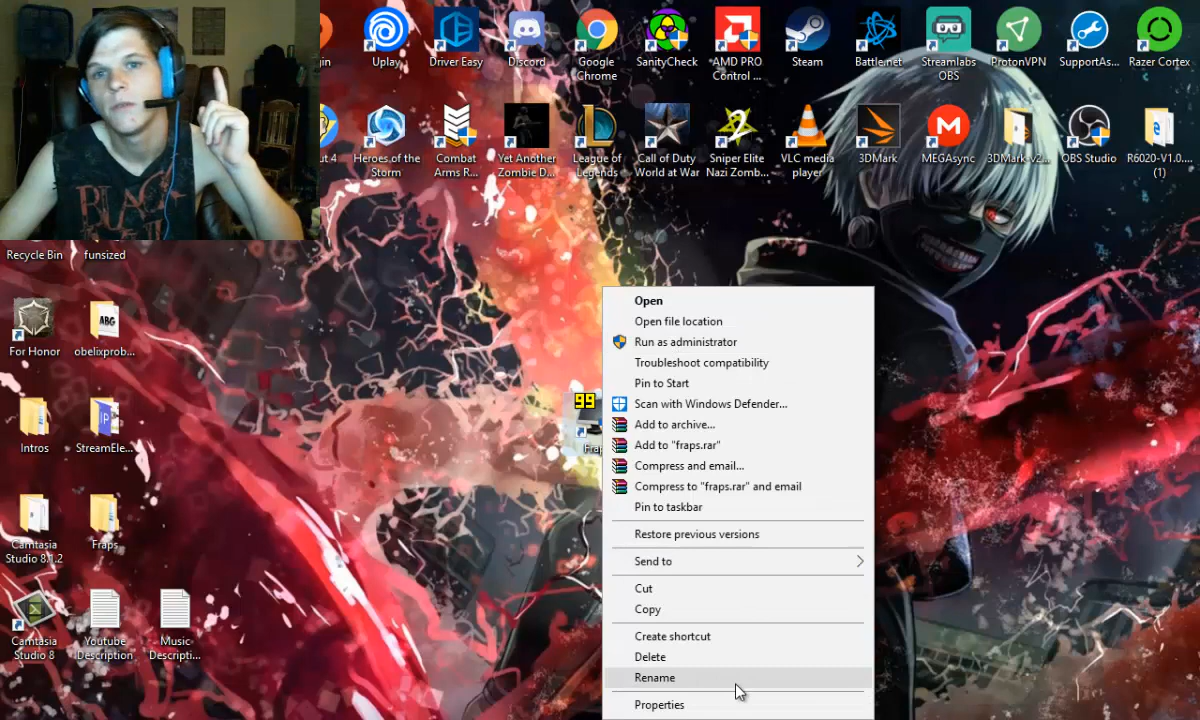 gin
Uplay
Driver Easy
Discord
Google
Chrome
SanityCheck
AMD PRO
Control ...
Steam
Battle.net
Streamlabs
OBS
ProtonVPN
SupportAs...
Razer Cortex
ut 4
Heroes of the
Storm
Combat
Arms R...
Yet Another
Zombie D...
League of
Legends
Call of Duty
World at War
Sniper Elite
Nazi Zomb...
VLC media
player
3DMark
MEGAsync
3DMark-v2...
OBS Studio
R6020-V1.0....
(1)
Recycle Bin
funsized
For Honor
ABG
obelixprob...
Intros
StreamEle...
Camtasia
Studio 8.1.2
Fraps
Camtasia
Studio 8
Youtube
Description
Music
Descripti...
99
Frap
Open
Open file location
Run as administrator
Troubleshoot compatibility
Pin to Start
Scan with Windows Defender...
Add to archive...
Add to "fraps.rar"
Compress and email...
Compress to "fraps.rar" and email
Pin to taskbar
Restore previous versions
Send to
Cut
Copy
Create shortcut
Delete
Rename
Properties